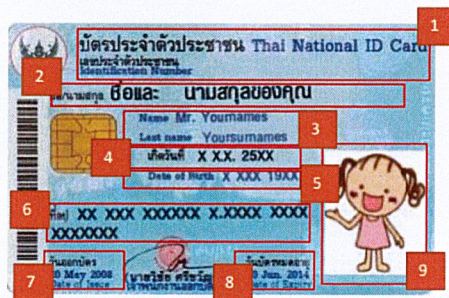 1
บัตรประจำตัวประชาชน Thai National ID Card
เลขประจำตัวประชาชน
Identification Number
2
ชื่อและ นามสกุลของคุณ
Name Mr. Yournames
3
Last name Yoursurnames
4
เกิดวันที่ X X.X. 25XX
Date of Birth X XXX 19XX
5
6
ที่อยู่ XX XXX XXXXXX X.XXXX XXXX
XXXXXXX
วันออกบัตร
May 2008
Date of Issue
7
8
วันบัตรหมดอายุ
Jun. 2014
Date of Expiry
9